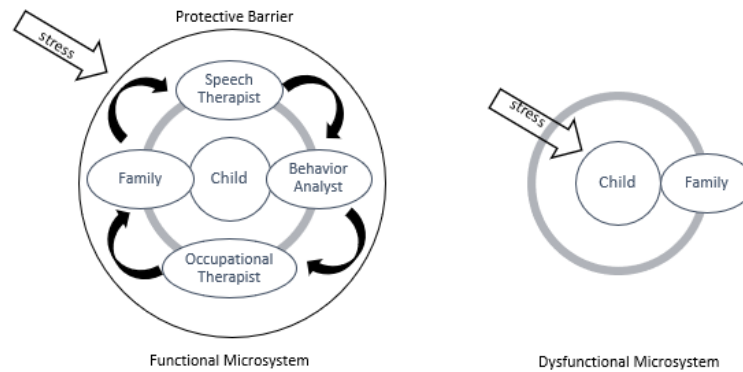 Protective Barrier
stress
Speech
Therapist
Family
Child
Behavior
Analyst
Occupational
Therapist
Functional Microsystem
stress
Child
Family
Dysfunctional Microsystem